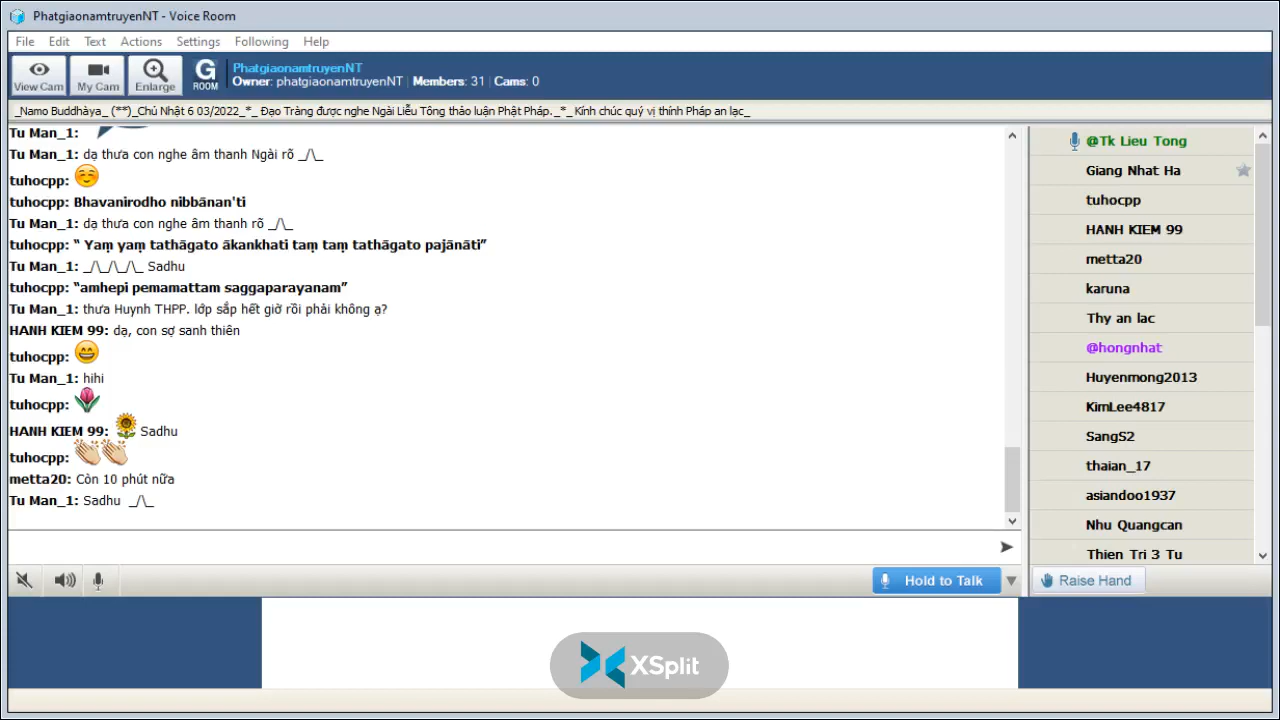 PhatgiaonamtruyenNT - Voice Room
File Edit Text Actions Settings Following Help
View Cam My Cam Enlarge G ROOM
PhatgiaonamtruyenNT
Owner: phatgiaonamtruyenNT Members: 31 Cams: 0
_Namo Buddhàya_ (**)_Chủ Nhật 6 03/2022_*_ Đạo Tràng được nghe Ngài Liễu Tông thảo luận Phật Pháp._*_ Kính chúc quý vị thính Pháp an lạc_
Tu Man_1:
Tu Man_1: dạ thưa con nghe âm thanh Ngài rõ _/\_
tuhocpp:
tuhocpp: Bhavanirodho nibbānan'ti
Tu Man_1: dạ thưa con nghe âm thanh rõ _/\_
tuhocpp: “ Yaṃ yaṃ tathāgato ākankhati taṃ taṃ tathāgato pajānāti”
Tu Man_1: _/\_/\_/\_ Sadhu
tuhocpp: “amhepi pemamattam saggaparayanam”
Tu Man_1: thưa Huynh THPP. lớp sắp hết giờ rồi phải không ạ?
HANH KIEM 99: dạ, con sợ sanh thiên
tuhocpp:
Tu Man_1: hihi
tuhocpp:
HANH KIEM 99: Sadhu
tuhocpp:
metta20: Còn 10 phút nữa
Tu Man_1: Sadhu _/\_
Hold to Talk
@Tk Lieu Tong
Giang Nhat Ha
tuhocpp
HANH KIEM 99
metta20
karuna
Thy an lac
@hongnhat
Huyenmong2013
KimLee4817
SangS2
thaian_17
asiandoo1937
Nhu Quangcan
Thien Tri 3 Tu
Raise Hand
XSplit